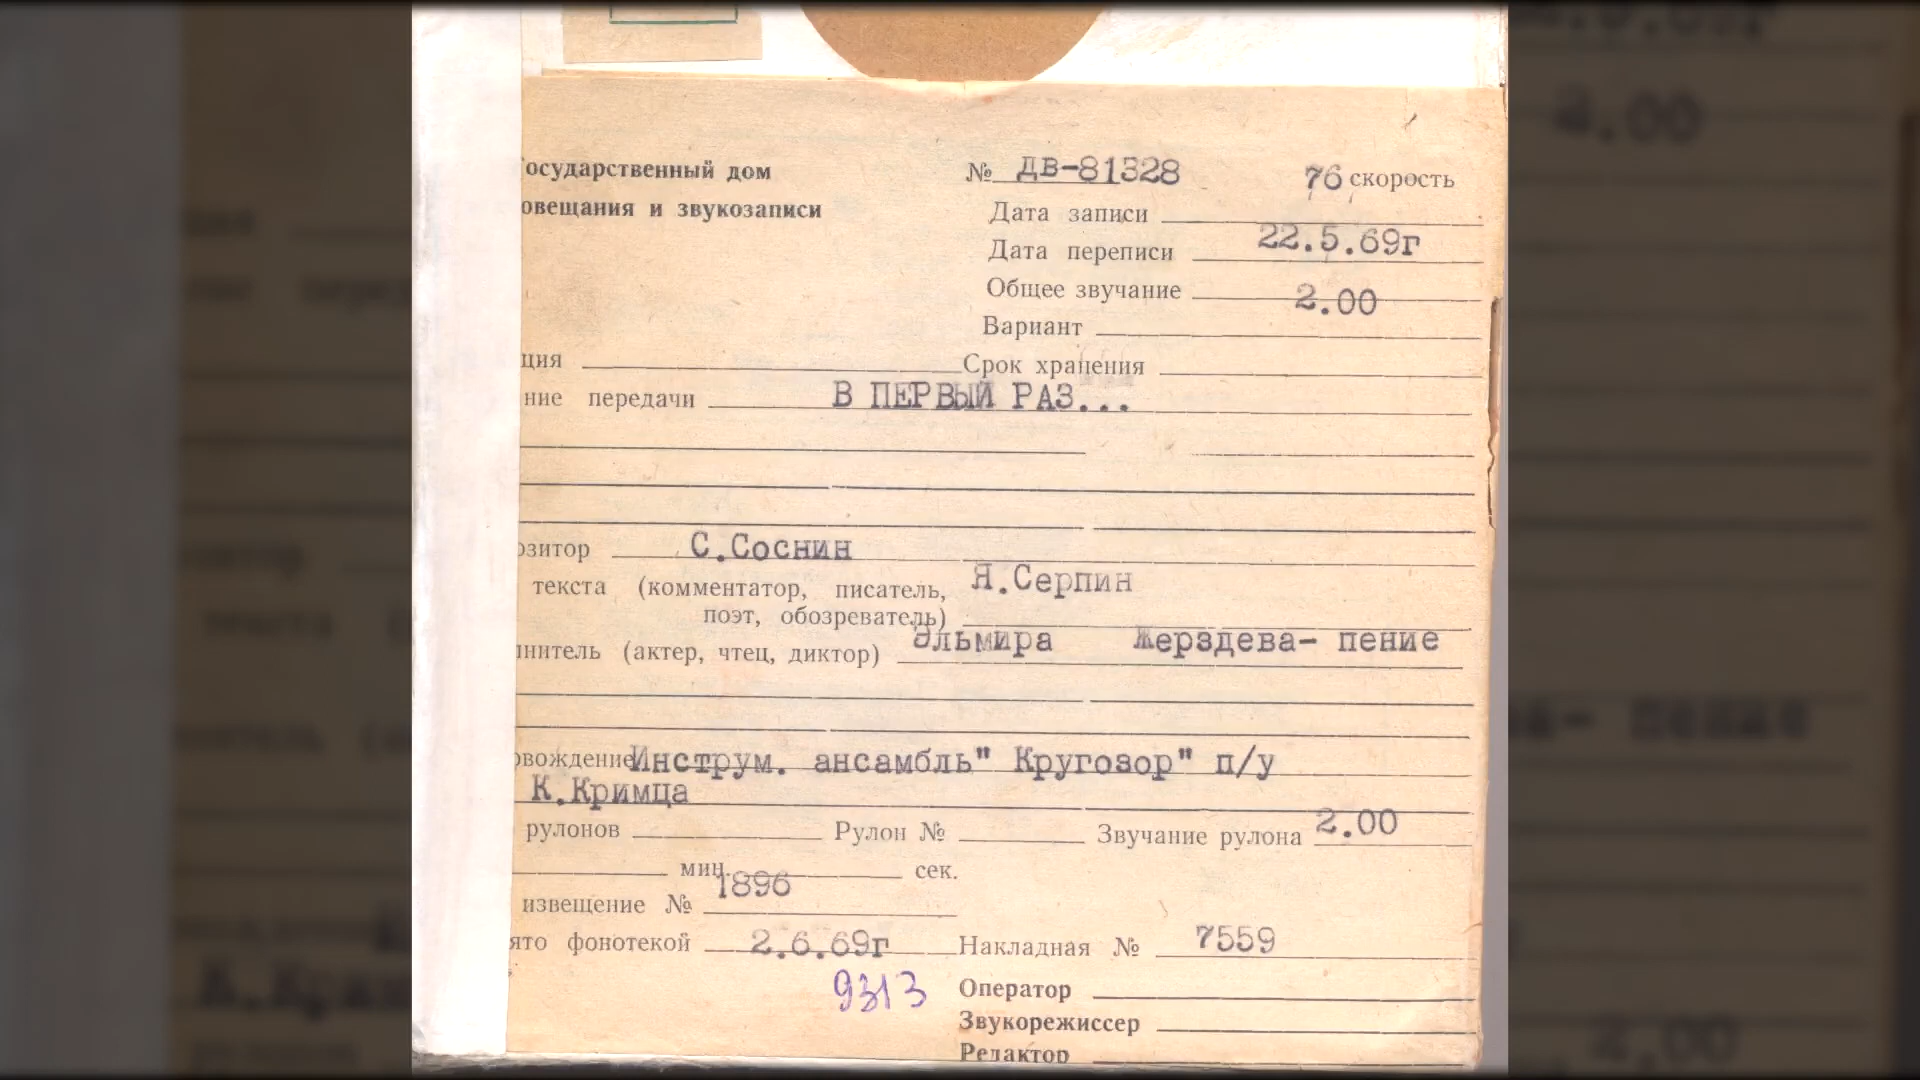 Государственный дом № ДВ-81328 76 скорость
овещания и звукозаписи Дата записи
Дата переписи 22.5.69г
Общее звучание 2.00
Вариант
ция Срок хранения
ние передачи В ПЕРВЫЙ РАЗ...
озитор С.Соснин
текста (комментатор, писатель, Я.Серпин
поэт, обозреватель)
лнитель (актер, чтец, диктор) Эльмира Жерздева- пение
овождение Инструм. ансамбль" Кругозор" п/у
К.Кримца
рулонов Рулон № Звучание рулона 2.00
мин. сек.
извещение № 1896
ято фонотекой 2.6.69г Накладная № 7559
9313 Оператор
Звукорежиссер
Редактор